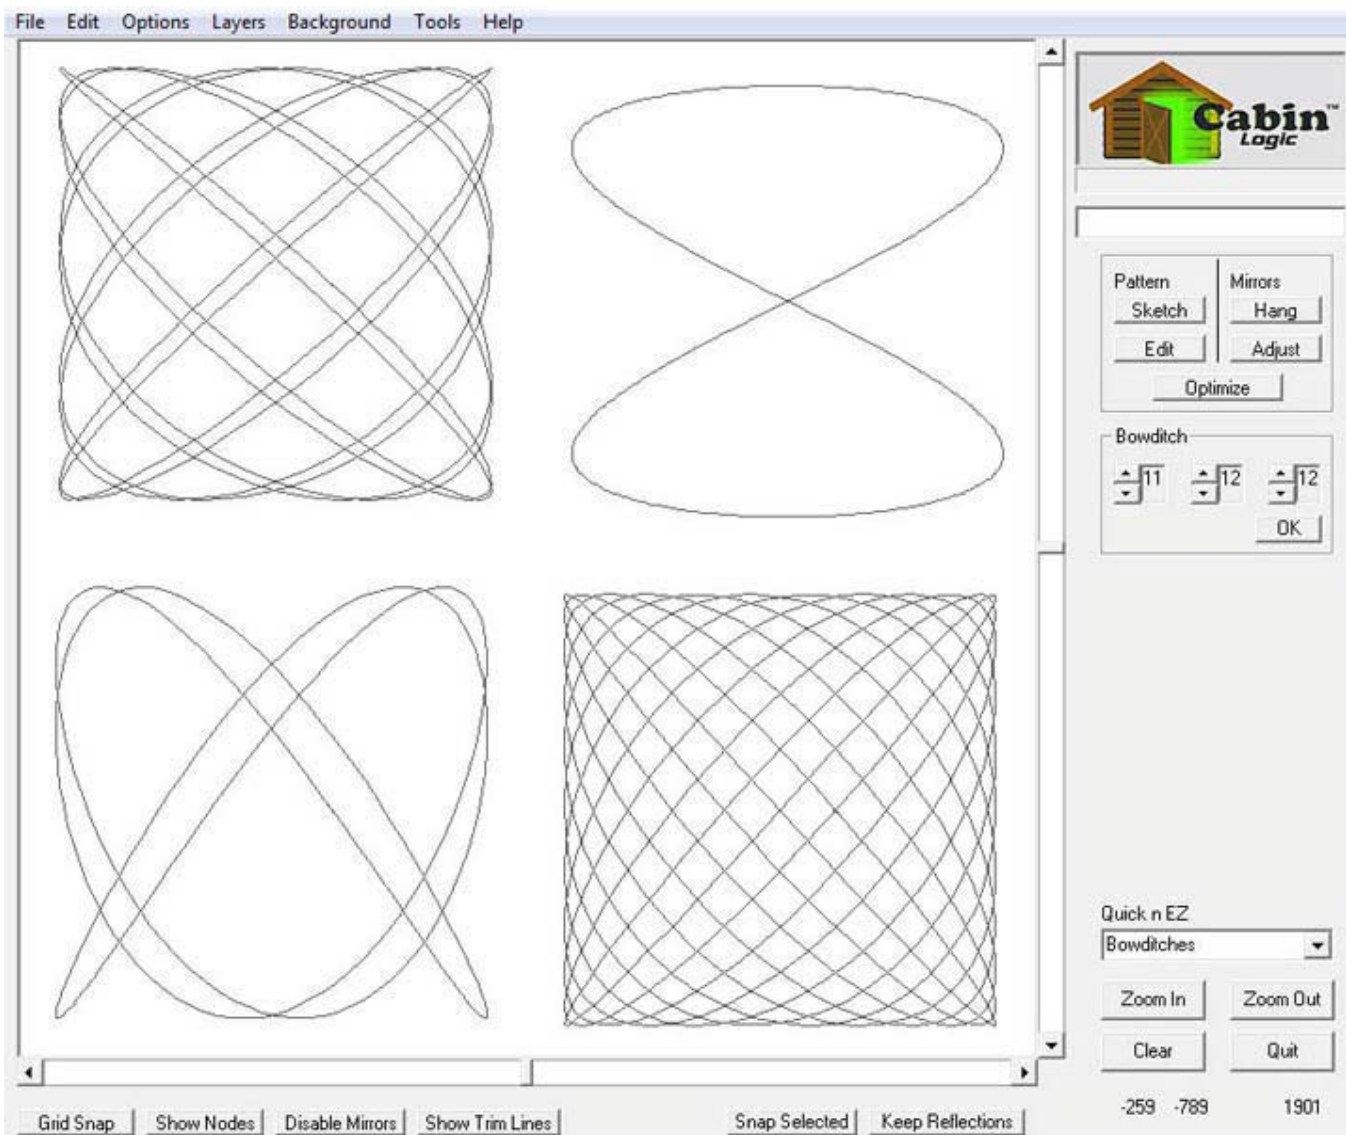 File Edit Options Layers Background Tools Help
Cabin™
Logic
Pattern Mirrors
Sketch Hang
Edit Adjust
Optimize
Bowditch
11 12 12
OK
Quick n EZ
Bowditches
Zoom In Zoom Out
Clear Quit
-259 -789 1901
Grid Snap Show Nodes Disable Mirrors Show Trim Lines Snap Selected Keep Reflections